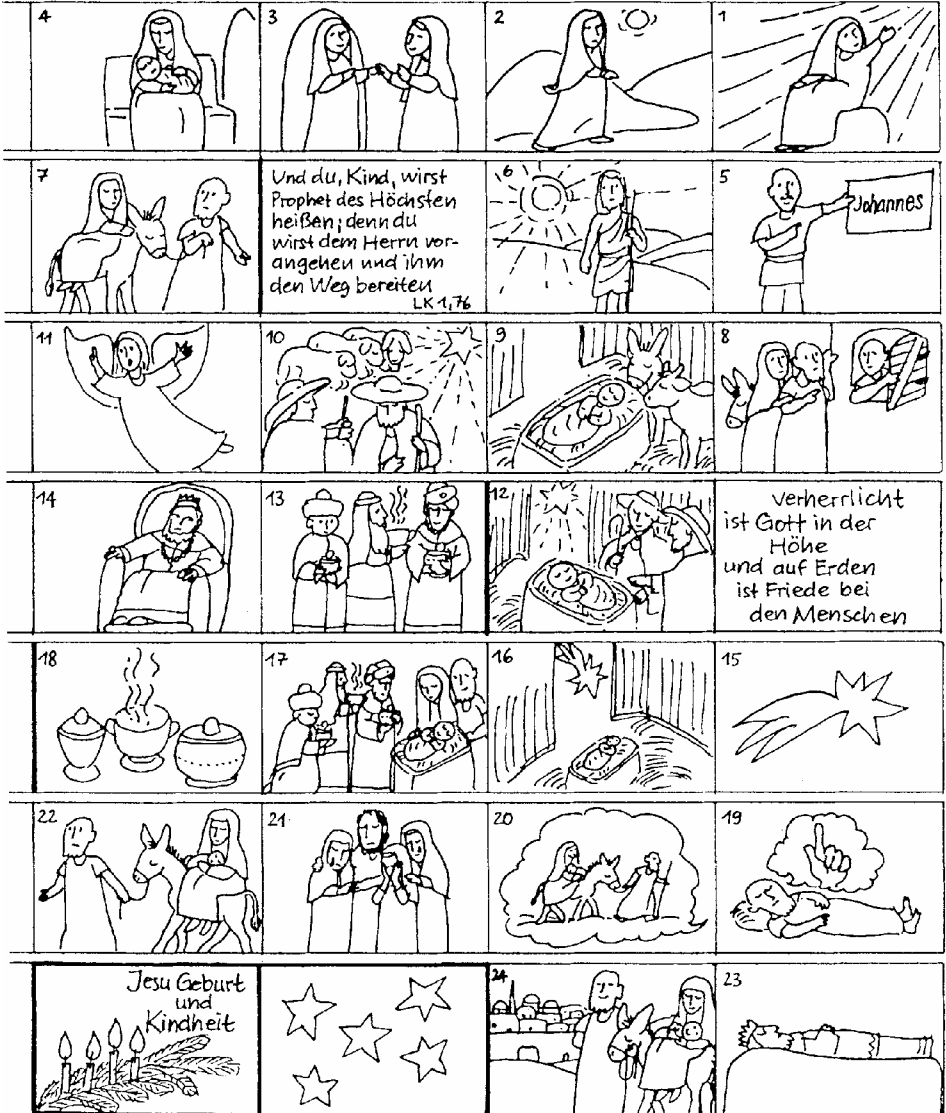 4
3
2
1
7
Und du, Kind, wirst
Prophet des Höchsten
heißen; denn du
wirst dem Herrn vor-
angehen und ihm
den Weg bereiten
LK 1,76
6
5
Johannes
11
10
9
8
14
13
12
Verherrlicht
ist Gott in der
Höhe
und auf Erden
ist Friede bei
den Menschen
18
17
16
15
22
21
20
19
Jesu Geburt
und
Kindheit
24
23